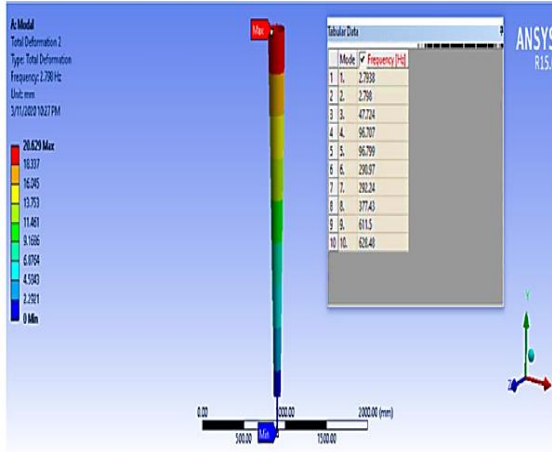 A: Modal
Total Deformation 2
Type: Total Deformation
Frequency: 2.798 Hz
Unit: mm
3/11/2020 10:27 PM
20.629 Max
18.337
16.045
13.753
11.461
9.1686
6.8764
4.5843
2.2921
0 Min
Max
Min
Tabular Data
Mode Frequency [Hz]
1 1. 2.7938
2 2. 2.798
3 3. 47.724
4 4. 96.707
5 5. 96.799
6 6. 290.97
7 7. 292.24
8 8. 377.43
9 9. 611.5
10 10. 628.48
ANSYS
R15.0
0.00
2000.00 (mm)
500.00
1500.00
Y
Z